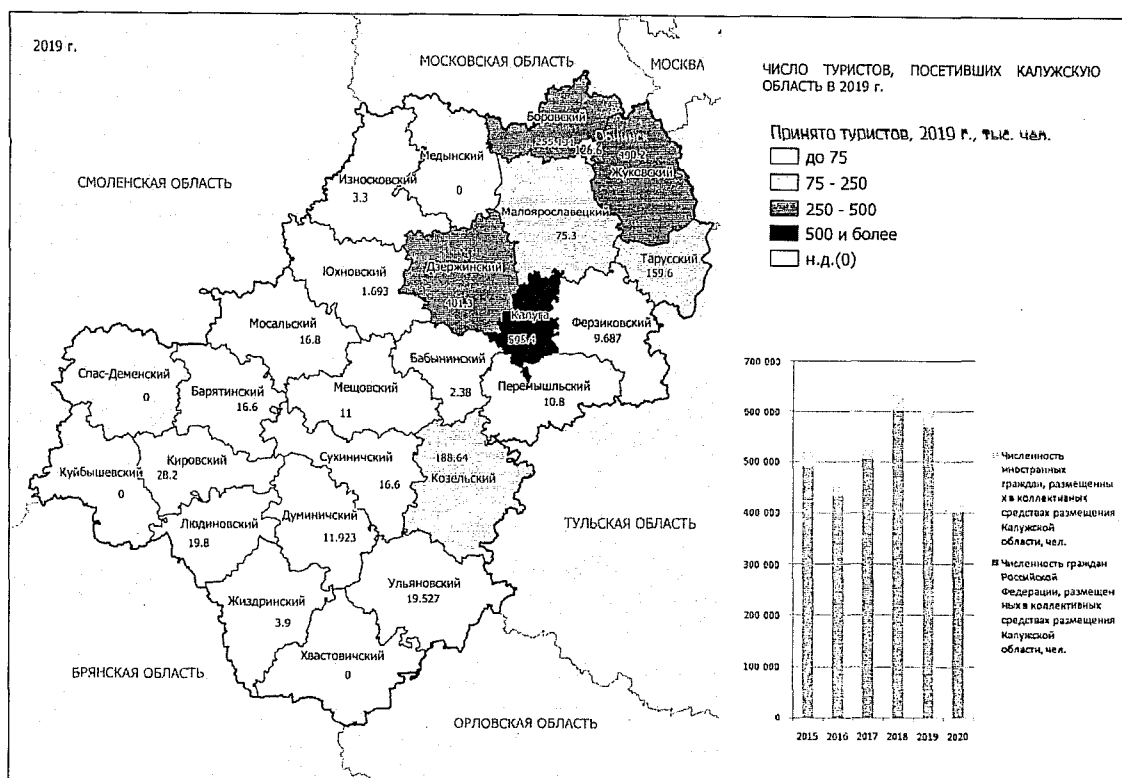 2019 г.
МОСКОВСКАЯ ОБЛАСТЬ
МОСКВА
СМОЛЕНСКАЯ ОБЛАСТЬ
Боровский
Медынский
0
Жуковский
Износковский
3.3
Малоярославецкий
75.3
Тарусский
159.6
Юхновский
1.693
Дзержинский
401.3
Калуга
595.4
Ферзиковский
9.687
Мосальский
16.8
Бабынинский
2.38
Спас-Деменский
0
Барятинский
16.6
Мещовский
11
Перемышльский
10.8
Куйбышевский
0
Кировский
28.2
Сухиничский
16.6
188.64
Козельский
Людиновский
19.8
Думиничский
11.923
ТУЛЬСКАЯ ОБЛАСТЬ
Ульяновский
19.527
Жиздринский
3.9
Хвастовичский
0
БРЯНСКАЯ ОБЛАСТЬ
ОРЛОВСКАЯ ОБЛАСТЬ
ЧИСЛО ТУРИСТОВ, ПОСЕТИВШИХ КАЛУЖСКУЮ
ОБЛАСТЬ В 2019 г.
Принято туристов, 2019 г., тыс. чел.
до 75
75 - 250
250 - 500
500 и более
н.д.(0)
700 000
600 000
500 000
400 000
300 000
200 000
100 000
0
2015 2016 2017 2018 2019 2020
Численность
иностранных
граждан, размещенны
х в коллективных
средствах размещения
Калужской
области, чел.
Численность граждан
Российской
Федерации, размещен
ных в коллективных
средствах размещения
Калужской
области, чел.